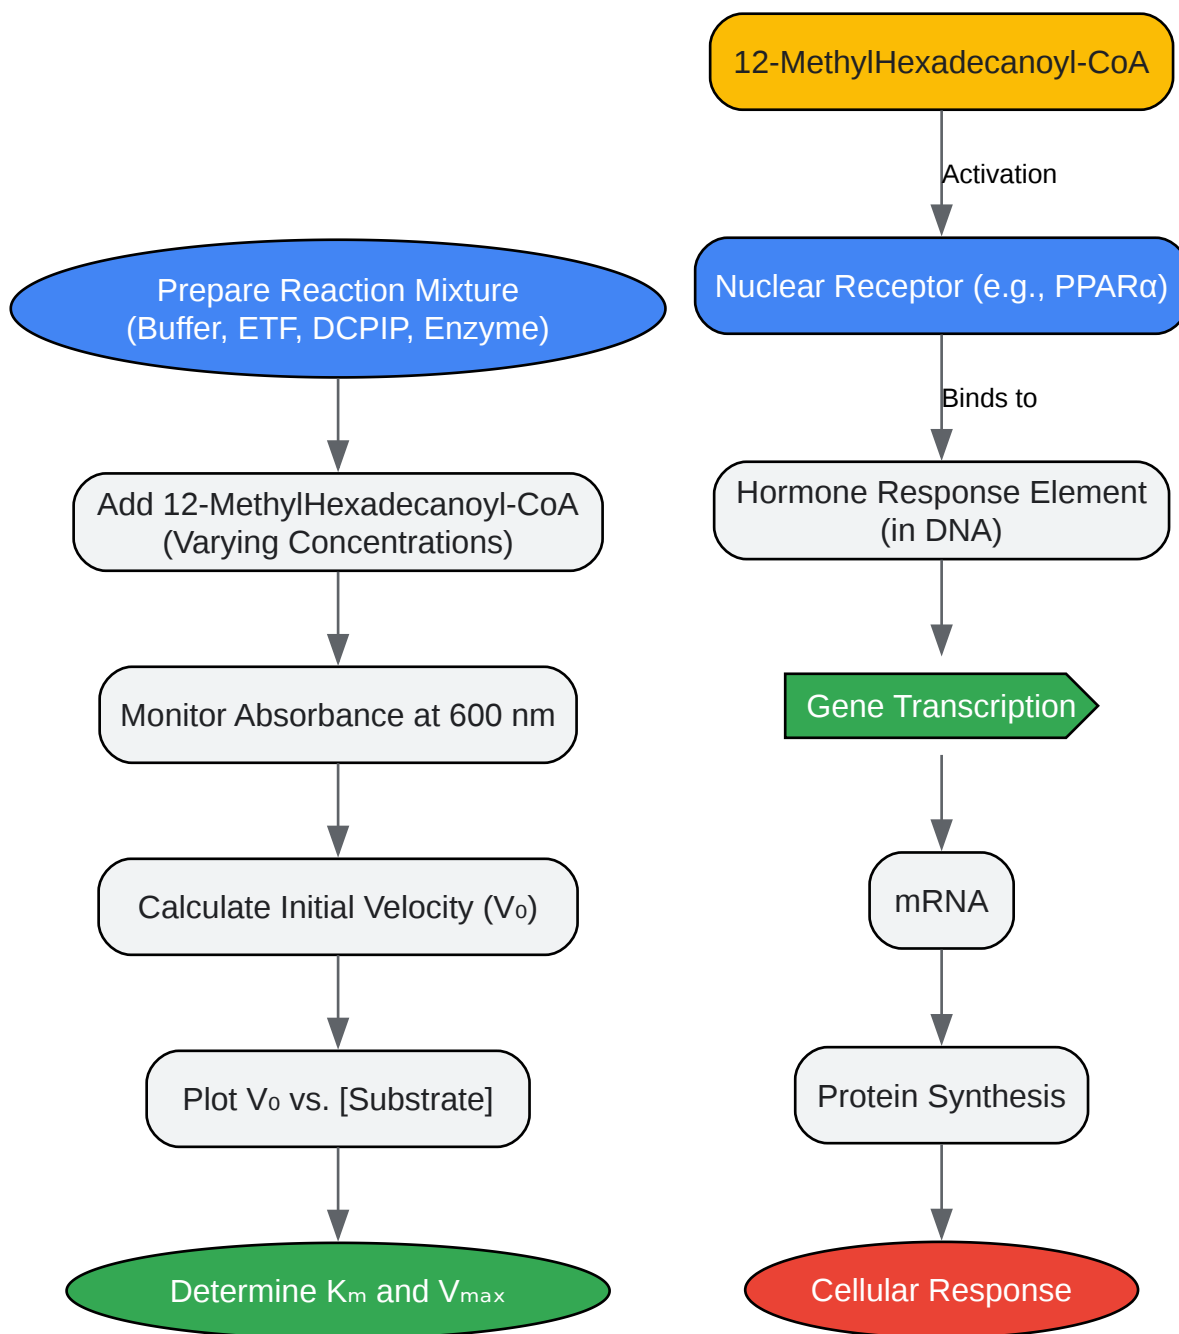 Prepare Reaction Mixture
(Buffer, ETF, DCPIP, Enzyme)
Add 12-MethylHexadecanoyl-CoA
(Varying Concentrations)
Monitor Absorbance at 600 nm
Calculate Initial Velocity (V₀)
Plot V₀ vs. [Substrate]
Determine Kₘ and Vₘₐₓ
12-MethylHexadecanoyl-CoA
Activation
Nuclear Receptor (e.g., PPARα)
Binds to
Hormone Response Element
(in DNA)
Gene Transcription
mRNA
Protein Synthesis
Cellular Response